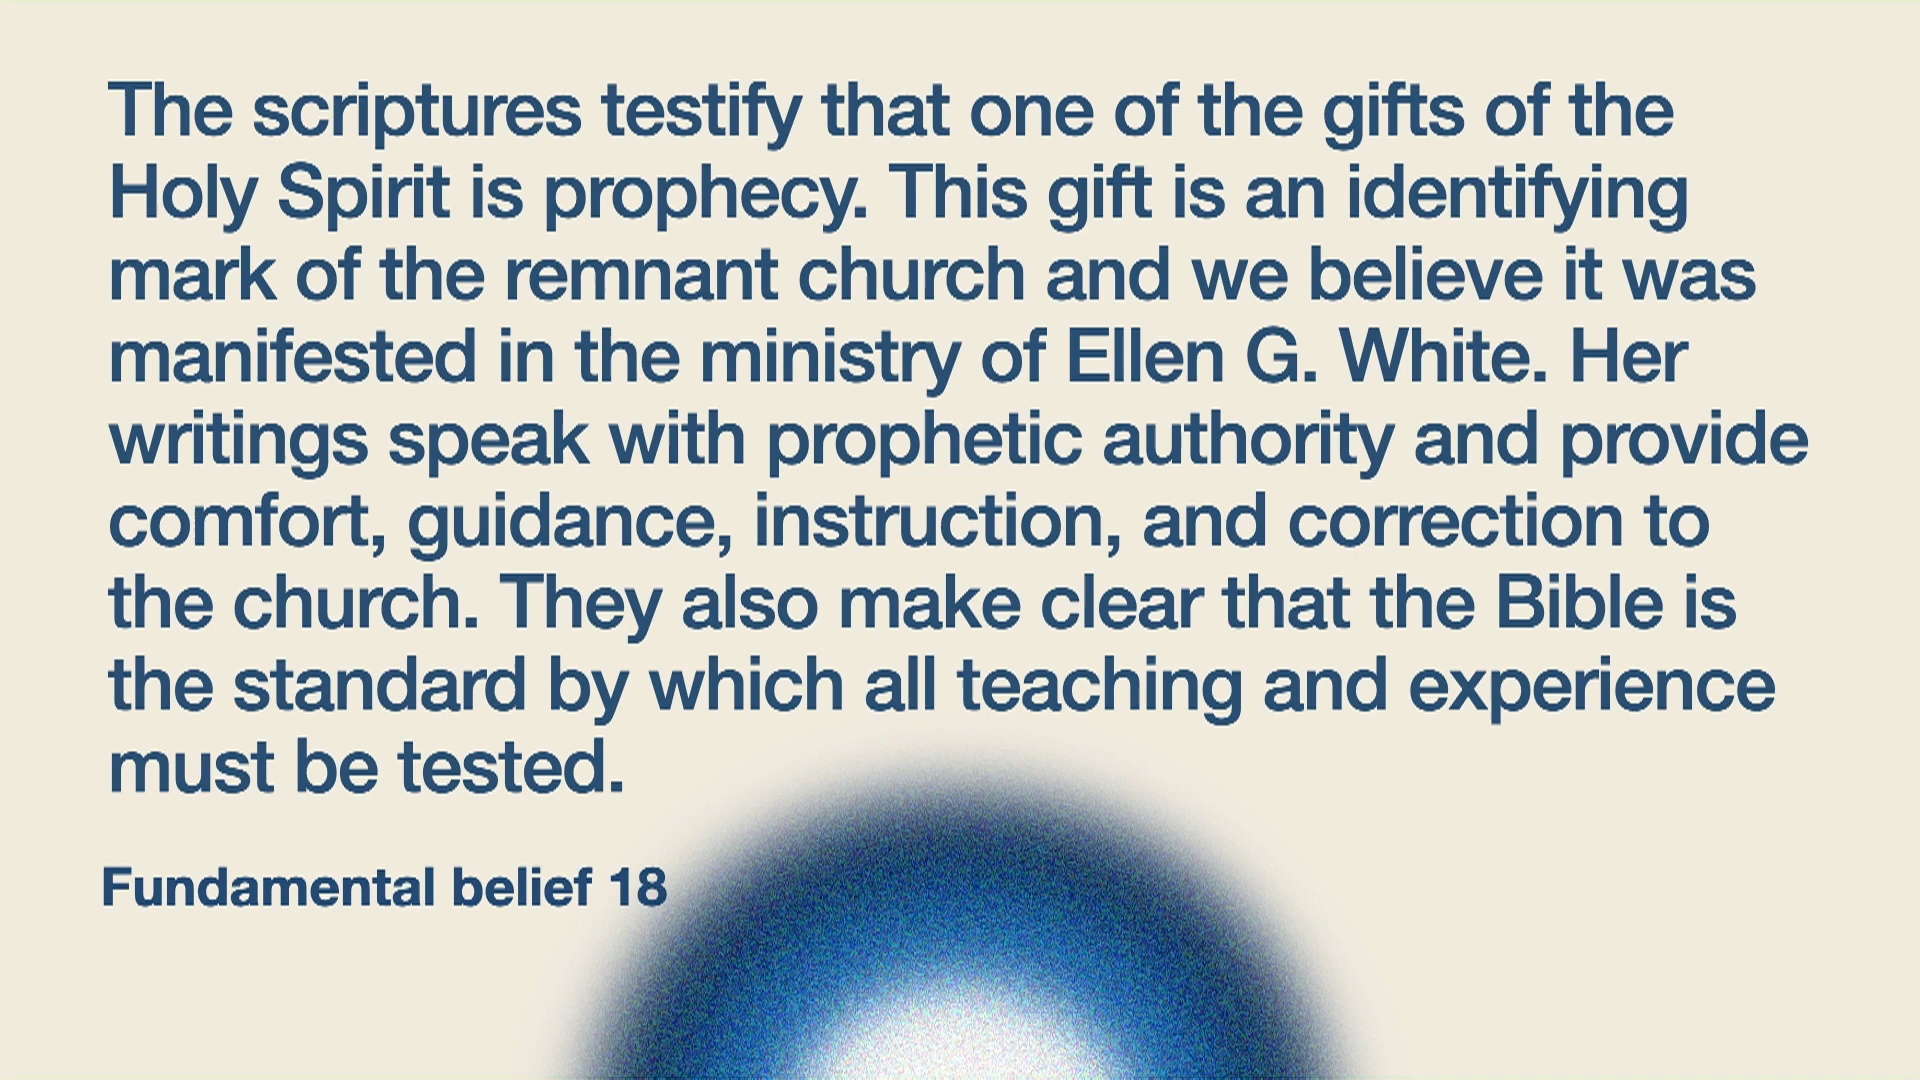 The scriptures testify that one of the gifts of the
Holy Spirit is prophecy. This gift is an identifying
mark of the remnant church and we believe it was
manifested in the ministry of Ellen G. White. Her
writings speak with prophetic authority and provide
comfort, guidance, instruction, and correction to
the church. They also make clear that the Bible is
the standard by which all teaching and experience
must be tested.
Fundamental belief 18